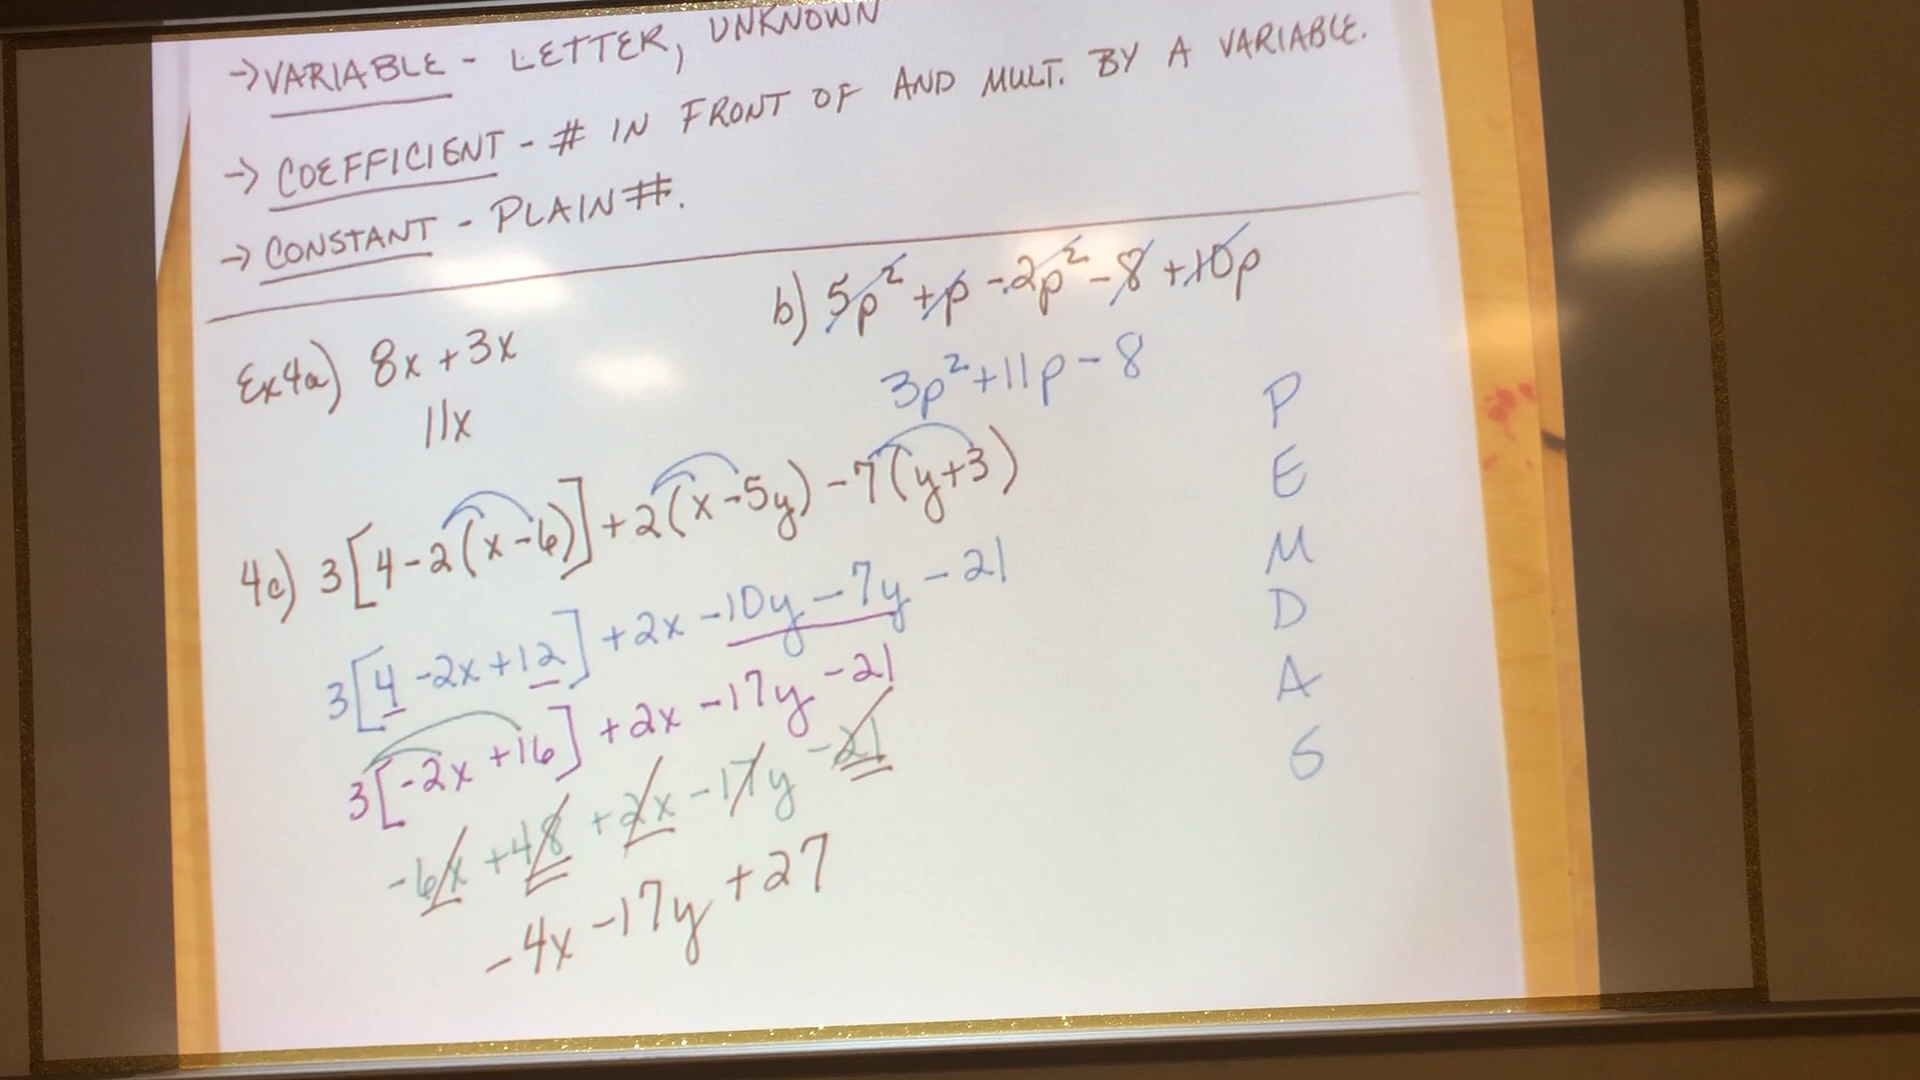 →VARIABLE - LETTER, UNKNOWN
→ COEFFICIENT - # IN FRONT OF AND MULT. BY A VARIABLE.
→ CONSTANT - PLAIN #.
Ex4a) 8x + 3x
11x
b) 5p² + p - 2p² - 8 + 10p
3p² + 11p - 8
4c) 3[4 - 2(x - 6)] + 2(x - 5y) - 7(y + 3)
3[4 - 2x + 12] + 2x - 10y - 7y - 21
3[-2x + 16] + 2x - 17y - 21
-6x + 48 + 2x - 17y - 21
-4x - 17y + 27
P
E
M
D
A
S